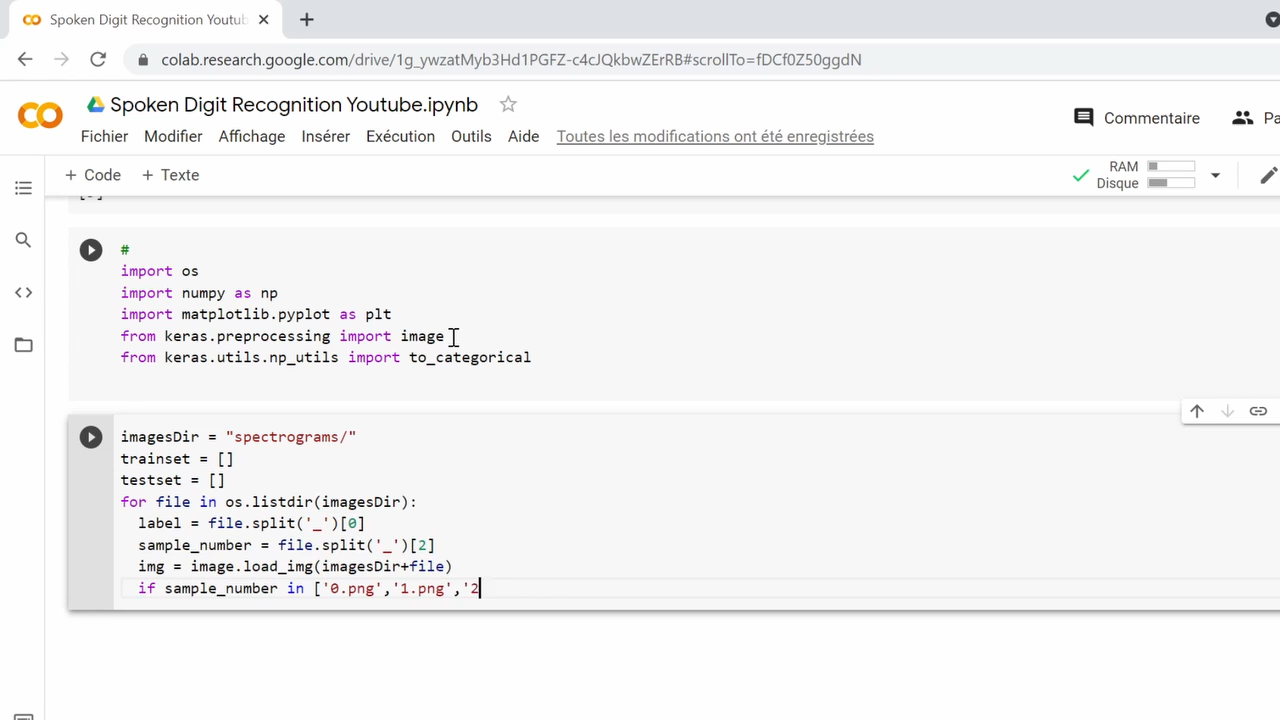 Spoken Digit Recognition Youtub
colab.research.google.com/drive/1g_ywzatMyb3Hd1PGFZ-c4cJQkbwZErRB#scrollTo=fDCf0Z50ggdN
Spoken Digit Recognition Youtube.ipynb
Commentaire
Pa
Fichier Modifier Affichage Insérer Exécution Outils Aide Toutes les modifications ont été enregistrées
+ Code + Texte
RAM
Disque
#
import os
import numpy as np
import matplotlib.pyplot as plt
from keras.preprocessing import image
from keras.utils.np_utils import to_categorical
imagesDir = "spectrograms/"
trainset = []
testset = []
for file in os.listdir(imagesDir):
  label = file.split('_')[0]
  sample_number = file.split('_')[2]
  img = image.load_img(imagesDir+file)
  if sample_number in ['0.png','1.png','2